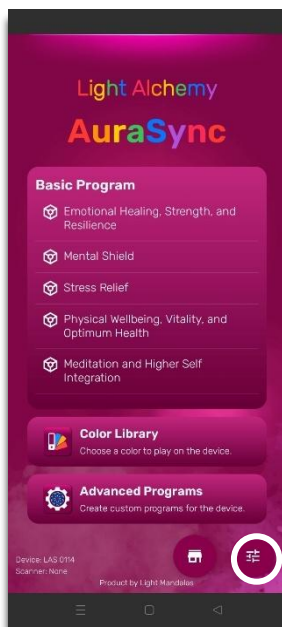 Light Alchemy
AuraSync
Basic Program
Emotional Healing, Strength, and
Resilience
Mental Shield
Stress Relief
Physical Wellbeing, Vitality, and
Optimum Health
Meditation and Higher Self
Integration
Color Library
Choose a color to play on the device.
Advanced Programs
Create custom programs for the device.
Device: LAS 0114
Scanner: None
Product by Light Mandalas